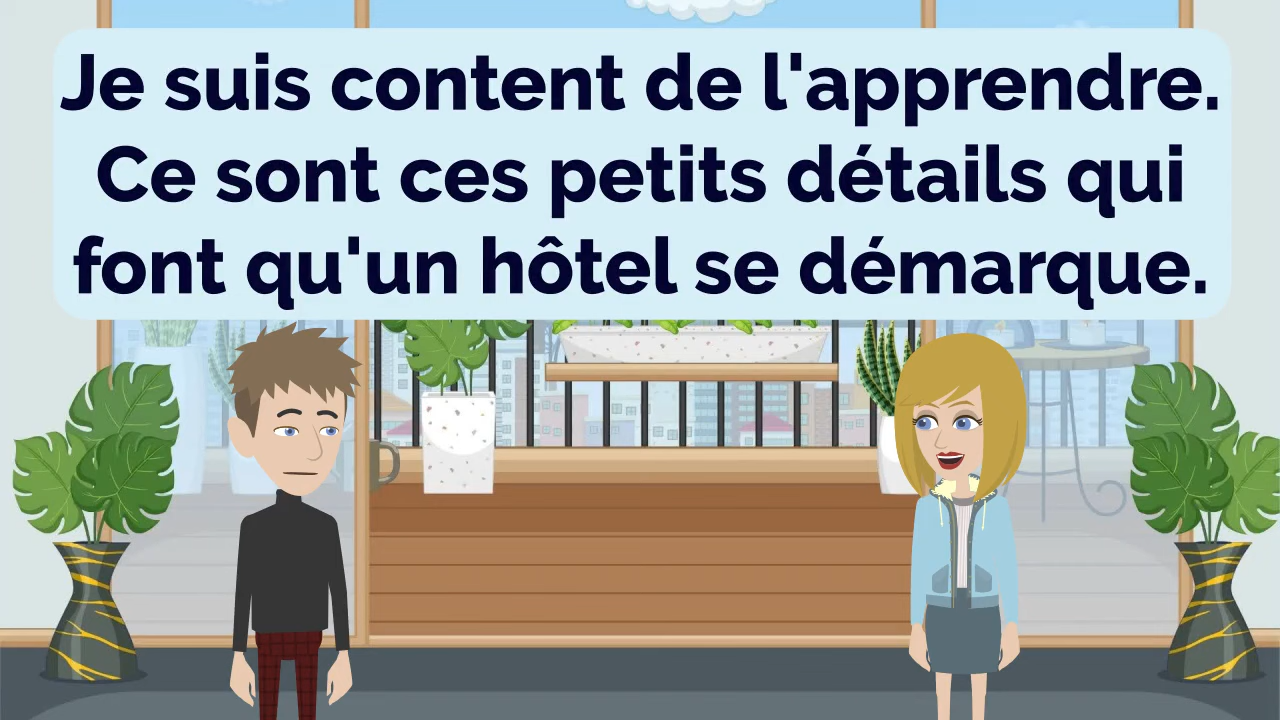 Je suis content de l'apprendre.
Ce sont ces petits détails qui
font qu'un hôtel se démarque.